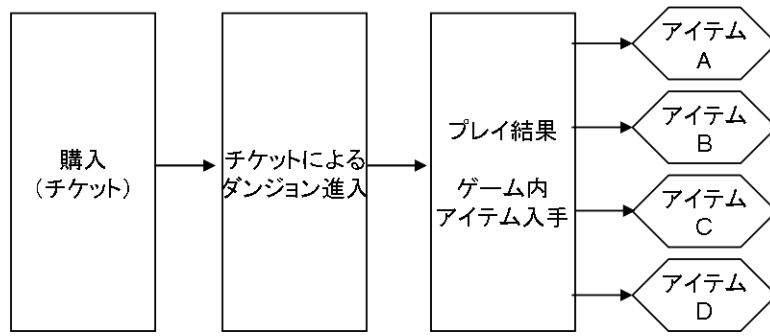 購入
(チケット)
チケットによる
ダンジョン進入
プレイ結果
ゲーム内
アイテム入手
アイテム
A
アイテム
B
アイテム
C
アイテム
D